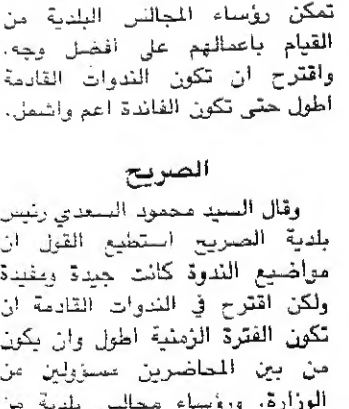 تمكن رؤساء المجالس البلدية من
القيام باعمالهم على افضل وجه.
واقترح ان تكون الندوات القادمة
اطول حتى تكون الفائدة اعم واشمل.
الصريح
وقال السيد محمود السعدي رئيس
بلدية الصريح استطيع القول ان
مواضيع الندوة كانت جيدة ومفيدة
ولكن اقترح في الندوات القادمة ان
تكون الفترة الزمنية اطول وان يكون
من بين المحاضرين مسؤولين عن
الوزارة، ورؤساء مجالس بلدية من